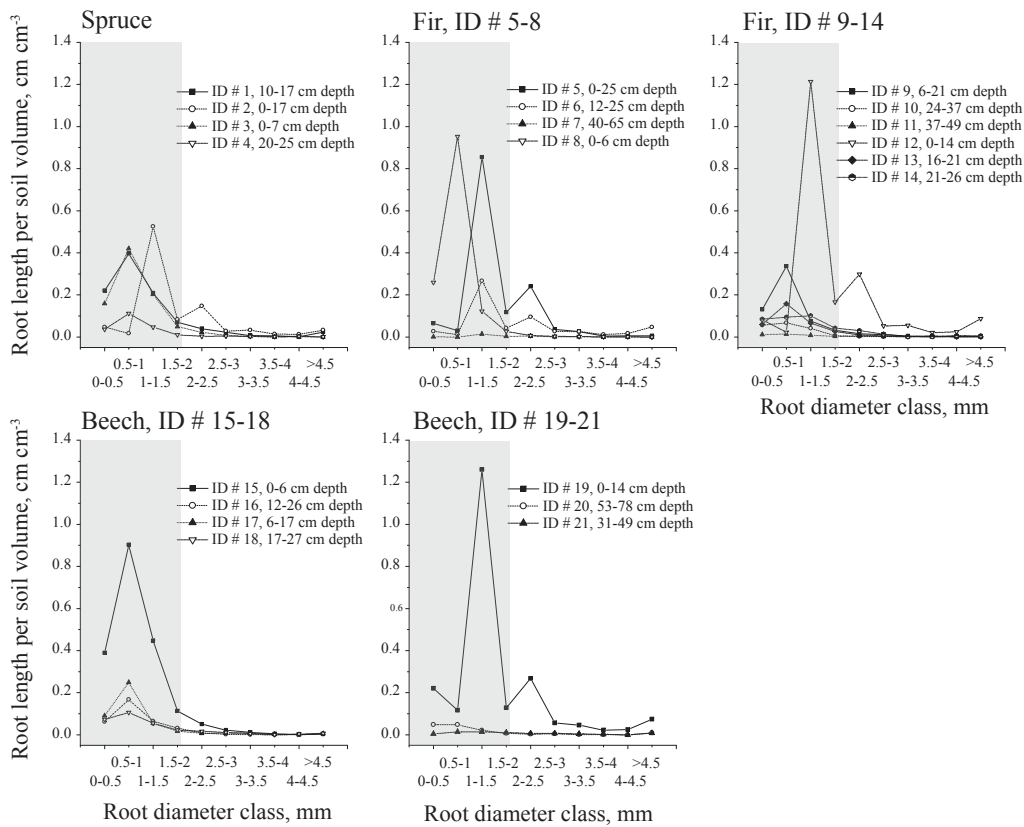 Spruce
Root length per soil volume, cm cm-3
1.4
1.2
1.0
0.8
0.6
0.4
0.2
0.0
ID # 1, 10-17 cm depth
ID # 2, 0-17 cm depth
ID # 3, 0-7 cm depth
ID # 4, 20-25 cm depth
0.5-1 1.5-2 2.5-3 3.5-4 >4.5
0-0.5 1-1.5 2-2.5 3-3.5 4-4.5
Fir, ID # 5-8
1.4
1.2
1.0
0.8
0.6
0.4
0.2
0.0
ID # 5, 0-25 cm depth
ID # 6, 12-25 cm depth
ID # 7, 40-65 cm depth
ID # 8, 0-6 cm depth
0.5-1 1.5-2 2.5-3 3.5-4 >4.5
0-0.5 1-1.5 2-2.5 3-3.5 4-4.5
Fir, ID # 9-14
1.4
1.2
1.0
0.8
0.6
0.4
0.2
0.0
ID # 9, 6-21 cm depth
ID # 10, 24-37 cm depth
ID # 11, 37-49 cm depth
ID # 12, 0-14 cm depth
ID # 13, 16-21 cm depth
ID # 14, 21-26 cm depth
0.5-1 1.5-2 2.5-3 3.5-4 >4.5
0-0.5 1-1.5 2-2.5 3-3.5 4-4.5
Root diameter class, mm
Beech, ID # 15-18
Root length per soil volume, cm cm-3
1.4
1.2
1.0
0.8
0.6
0.4
0.2
0.0
ID # 15, 0-6 cm depth
ID # 16, 12-26 cm depth
ID # 17, 6-17 cm depth
ID # 18, 17-27 cm depth
0.5-1 1.5-2 2.5-3 3.5-4 >4.5
0-0.5 1-1.5 2-2.5 3-3.5 4-4.5
Root diameter class, mm
Beech, ID # 19-21
1.4
1.2
1.0
0.8
0.6
0.4
0.2
0.0
ID # 19, 0-14 cm depth
ID # 20, 53-78 cm depth
ID # 21, 31-49 cm depth
0.5-1 1.5-2 2.5-3 3.5-4 >4.5
0-0.5 1-1.5 2-2.5 3-3.5 4-4.5
Root diameter class, mm